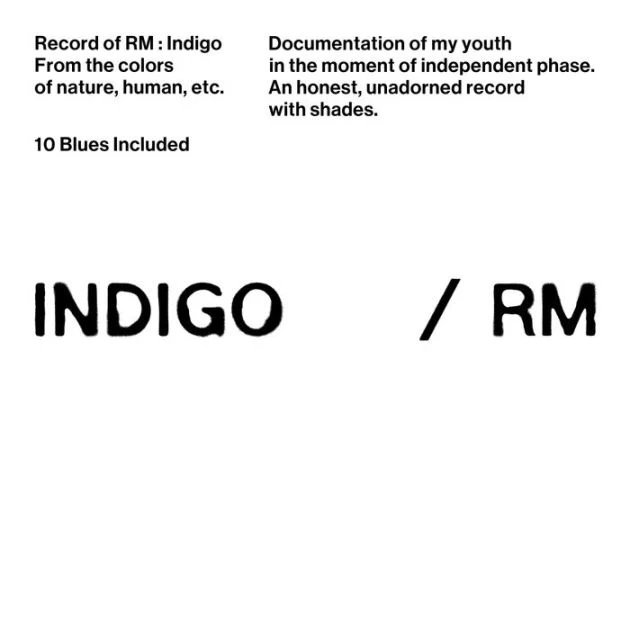 Record of RM : Indigo
From the colors
of nature, human, etc.
10 Blues Included
Documentation of my youth
in the moment of independent phase.
An honest, unadorned record
with shades.
INDIGO / RM